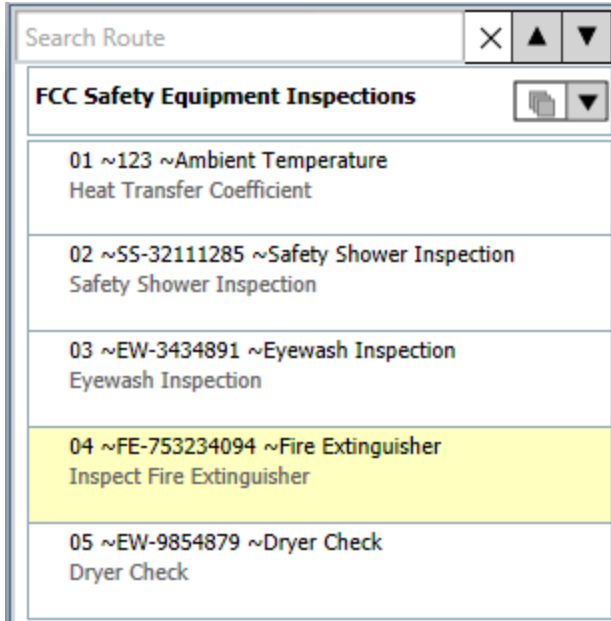 Search Route
FCC Safety Equipment Inspections
01 ~123 ~Ambient Temperature
Heat Transfer Coefficient
02 ~SS-32111285 ~Safety Shower Inspection
Safety Shower Inspection
03 ~EW-3434891 ~Eyewash Inspection
Eyewash Inspection
04 ~FE-753234094 ~Fire Extinguisher
Inspect Fire Extinguisher
05 ~EW-9854879 ~Dryer Check
Dryer Check